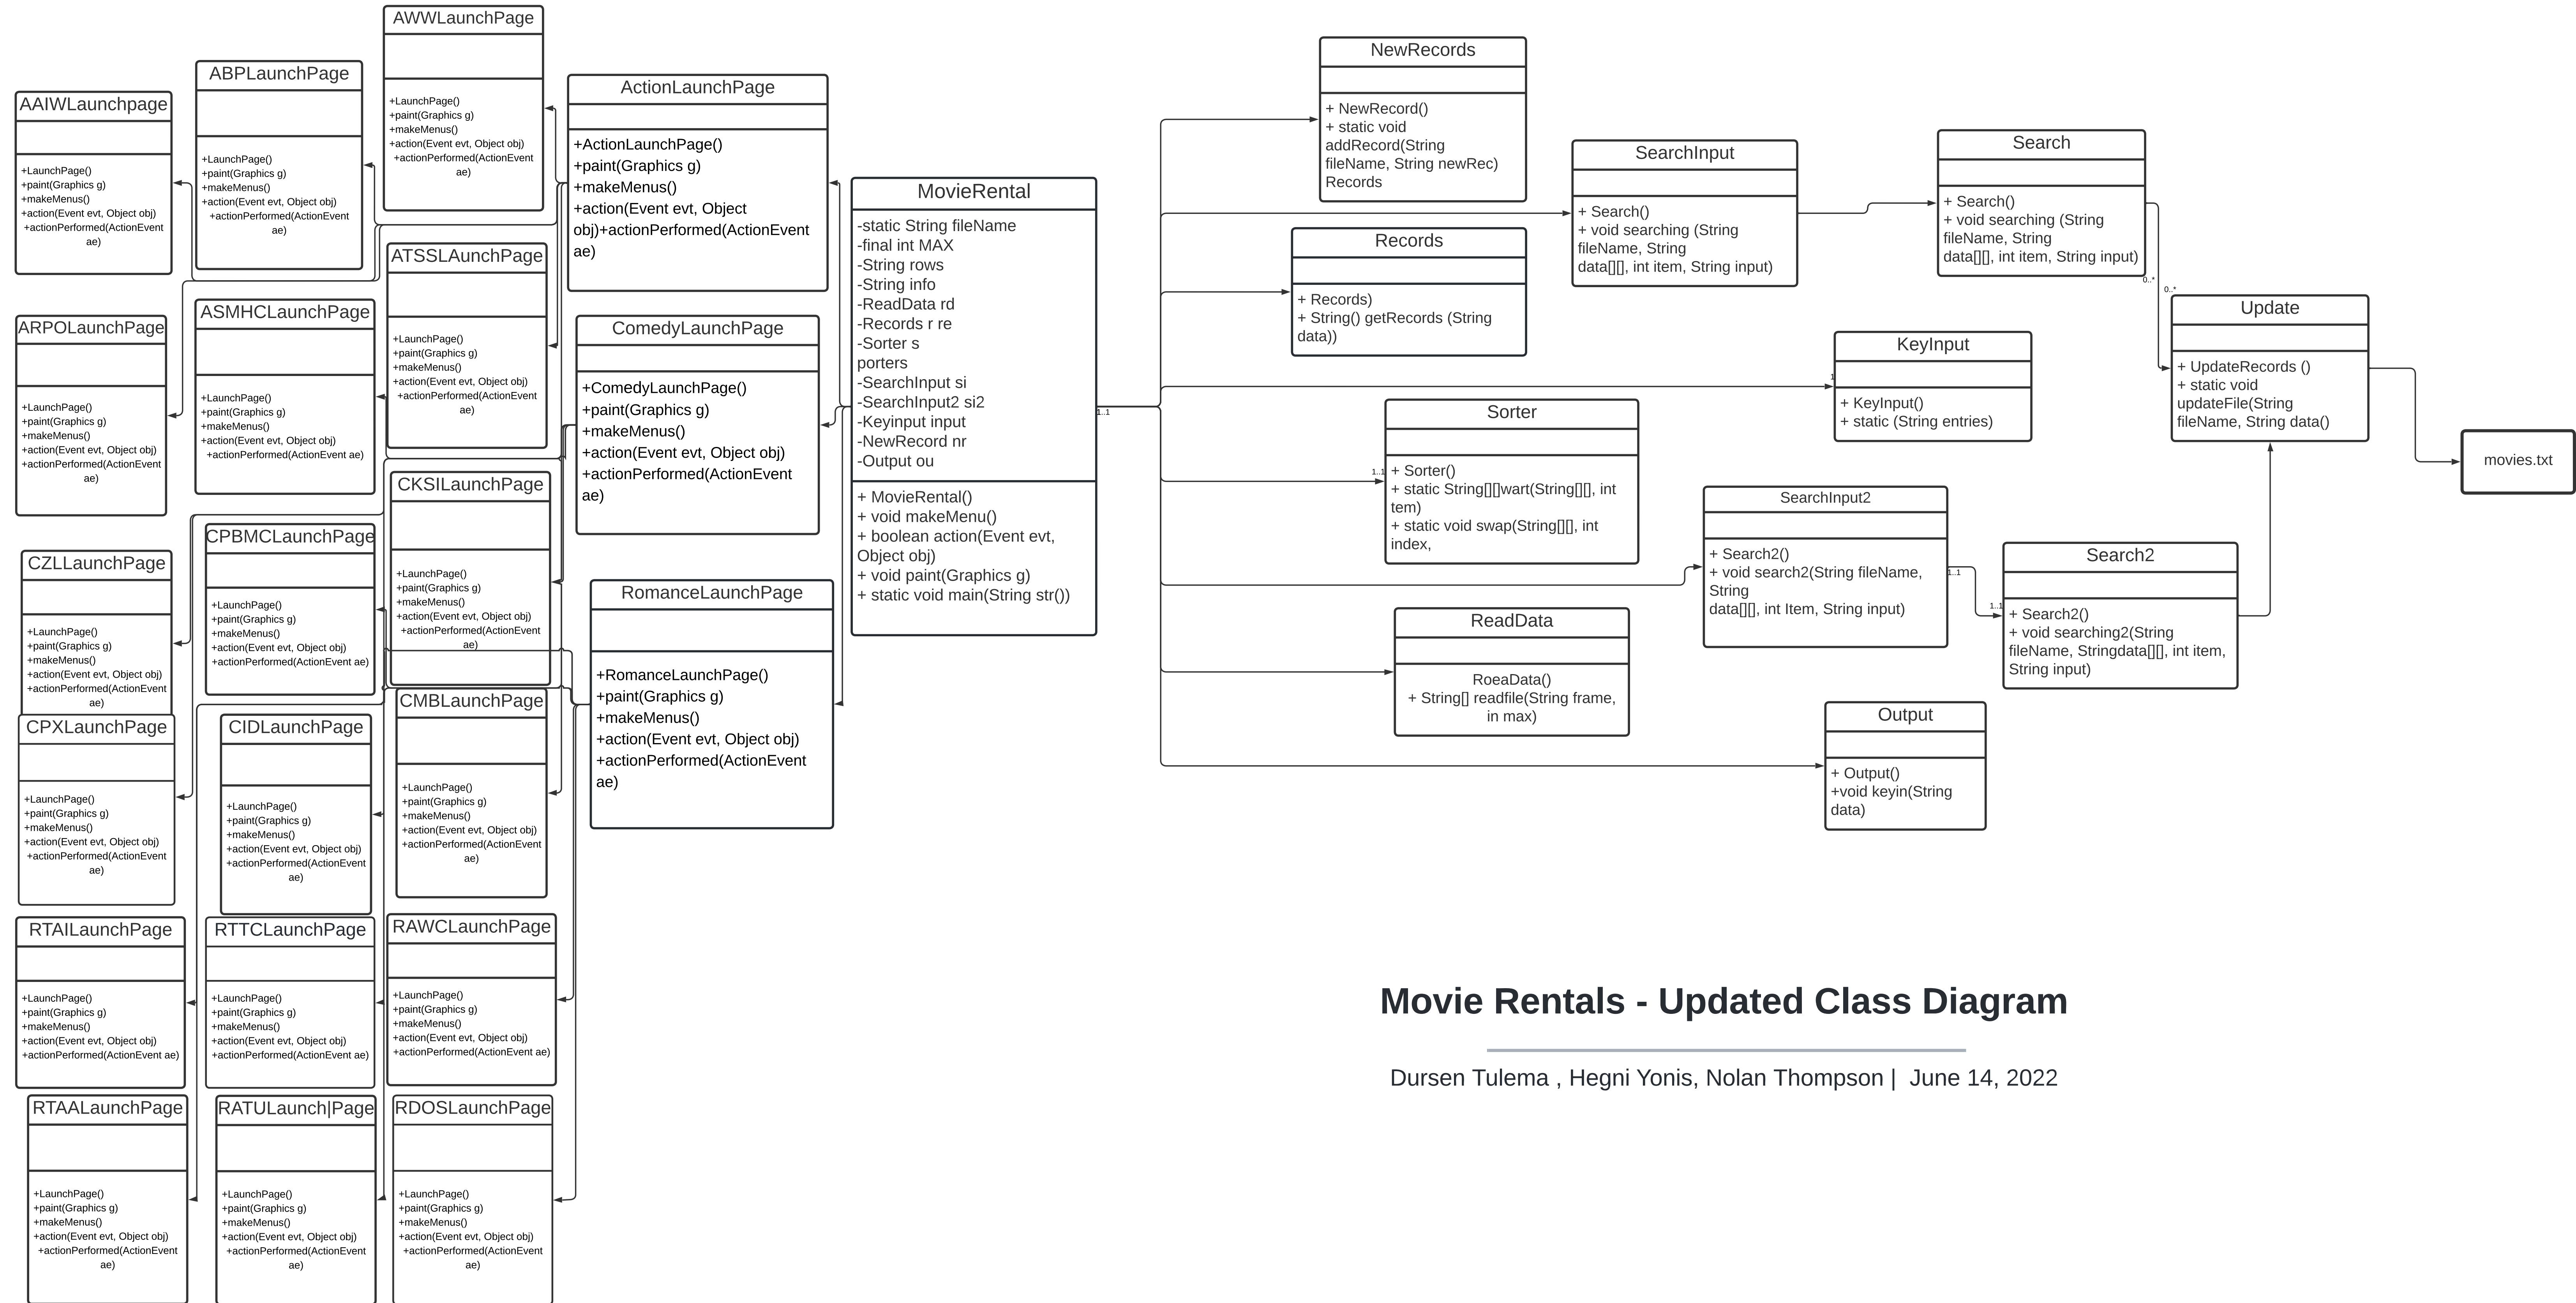 AWWLaunchPage
+LaunchPage()
+paint(Graphics g)
+makeMenus()
+action(Event evt, Object obj)
+actionPerformed(ActionEvent
ae)
ABPLaunchPage
+LaunchPage()
+paint(Graphics g)
+makeMenus()
+action(Event evt, Object obj)
+actionPerformed(ActionEvent
ae)
AAIWLaunchpage
+LaunchPage()
+paint(Graphics g)
+makeMenus()
+action(Event evt, Object obj)
+actionPerformed(ActionEvent
ae)
ATSSLAunchPage
+LaunchPage()
+paint(Graphics g)
+makeMenus()
+action(Event evt, Object obj)
+actionPerformed(ActionEvent
ae)
ASMHCLaunchPage
+LaunchPage()
+paint(Graphics g)
+makeMenus()
+action(Event evt, Object obj)
+actionPerformed(ActionEvent ae)
ARPOLaunchPage
+LaunchPage()
+paint(Graphics g)
+makeMenus()
+action(Event evt, Object obj)
+actionPerformed(ActionEvent
ae)
CKSILaunchPage
+LaunchPage()
+paint(Graphics g)
+makeMenus()
+action(Event evt, Object obj)
+actionPerformed(ActionEvent
ae)
CPBMCLaunchPage
+LaunchPage()
+paint(Graphics g)
+makeMenus()
+action(Event evt, Object obj)
+actionPerformed(ActionEvent ae)
CZLLaunchPage
+LaunchPage()
+paint(Graphics g)
+makeMenus()
+action(Event evt, Object obj)
+actionPerformed(ActionEvent
ae)
CMBLaunchPage
+LaunchPage()
+paint(Graphics g)
+makeMenus()
+action(Event evt, Object obj)
+actionPerformed(ActionEvent
ae)
CIDLaunchPage
+LaunchPage()
+paint(Graphics g)
+makeMenus()
+action(Event evt, Object obj)
+actionPerformed(ActionEvent
ae)
CPXLaunchPage
+LaunchPage()
+paint(Graphics g)
+makeMenus()
+action(Event evt, Object obj)
+actionPerformed(ActionEvent
ae)
RTAILaunchPage
+LaunchPage()
+paint(Graphics g)
+makeMenus()
+action(Event evt, Object obj)
+actionPerformed(ActionEvent ae)
RTTCLaunchPage
+LaunchPage()
+paint(Graphics g)
+makeMenus()
+action(Event evt, Object obj)
+actionPerformed(ActionEvent ae)
RAWCLaunchPage
+LaunchPage()
+paint(Graphics g)
+makeMenus()
+action(Event evt, Object obj)
+actionPerformed(ActionEvent ae)
RTAALaunchPage
+LaunchPage()
+paint(Graphics g)
+makeMenus()
+action(Event evt, Object obj)
+actionPerformed(ActionEvent
ae)
RATULaunch|Page
+LaunchPage()
+paint(Graphics g)
+makeMenus()
+action(Event evt, Object obj)
+actionPerformed(ActionEvent
ae)
RDOSLaunchPage
+LaunchPage()
+paint(Graphics g)
+makeMenus()
+action(Event evt, Object obj)
+actionPerformed(ActionEvent
ae)
ActionLaunchPage
+ActionLaunchPage()
+paint(Graphics g)
+makeMenus()
+action(Event evt, Object
obj)+actionPerformed(ActionEvent
ae)
ComedyLaunchPage
+ComedyLaunchPage()
+paint(Graphics g)
+makeMenus()
+action(Event evt, Object obj)
+actionPerformed(ActionEvent
ae)
RomanceLaunchPage
+RomanceLaunchPage()
+paint(Graphics g)
+makeMenus()
+action(Event evt, Object obj)
+actionPerformed(ActionEvent
ae)
MovieRental
-static String fileName
-final int MAX
-String rows
-String info
-ReadData rd
-Records r re
-Sorter s
porters
-SearchInput si
-SearchInput2 si2
-Keyinput input
-NewRecord nr
-Output ou
+ MovieRental()
+ void makeMenu()
+ boolean action(Event evt,
Object obj)
+ void paint(Graphics g)
+ static void main(String str())
1..1
NewRecords
+ NewRecord()
+ static void
addRecord(String
fileName, String newRec)
Records
SearchInput
+ Search()
+ void searching (String
fileName, String
data[][], int item, String input)
Search
+ Search()
+ void searching (String
fileName, String
data[][], int item, String input)
0..*
0..*
Records
+ Records)
+ String() getRecords (String
data))
Update
+ UpdateRecords ()
+ static void
updateFile(String
fileName, String data()
KeyInput
1
+ KeyInput()
+ static (String entries)
Sorter
1..1
+ Sorter()
+ static String[][]wart(String[][], int
tem)
+ static void swap(String[][], int
index,
movies.txt
SearchInput2
+ Search2()
+ void search2(String fileName,
String
data[][], int Item, String input)
1..1
1..1
Search2
+ Search2()
+ void searching2(String
fileName, Stringdata[][], int item,
String input)
ReadData
RoeaData()
+ String[] readfile(String frame,
in max)
Output
+ Output()
+void keyin(String
data)
Movie Rentals - Updated Class Diagram
Dursen Tulema , Hegni Yonis, Nolan Thompson | June 14, 2022